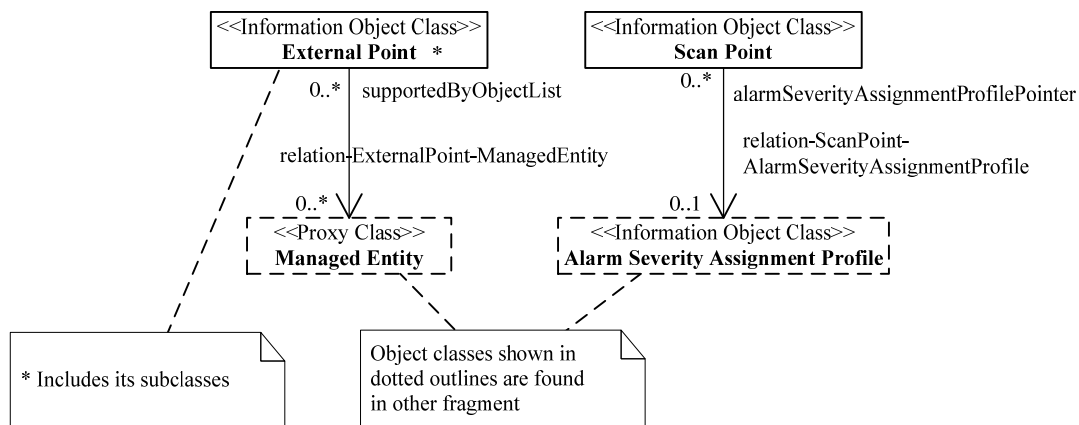 <<Information Object Class>>
External Point *
<<Information Object Class>>
Scan Point
0..*
supportedByObjectList
0..*
alarmSeverityAssignmentProfilePointer
relation-ExternalPoint-ManagedEntity
relation-ScanPoint-
AlarmSeverityAssignmentProfile
0..*
0..1
<<Proxy Class>>
Managed Entity
<<Information Object Class>>
Alarm Severity Assignment Profile
* Includes its subclasses
Object classes shown in
dotted outlines are found
in other fragment